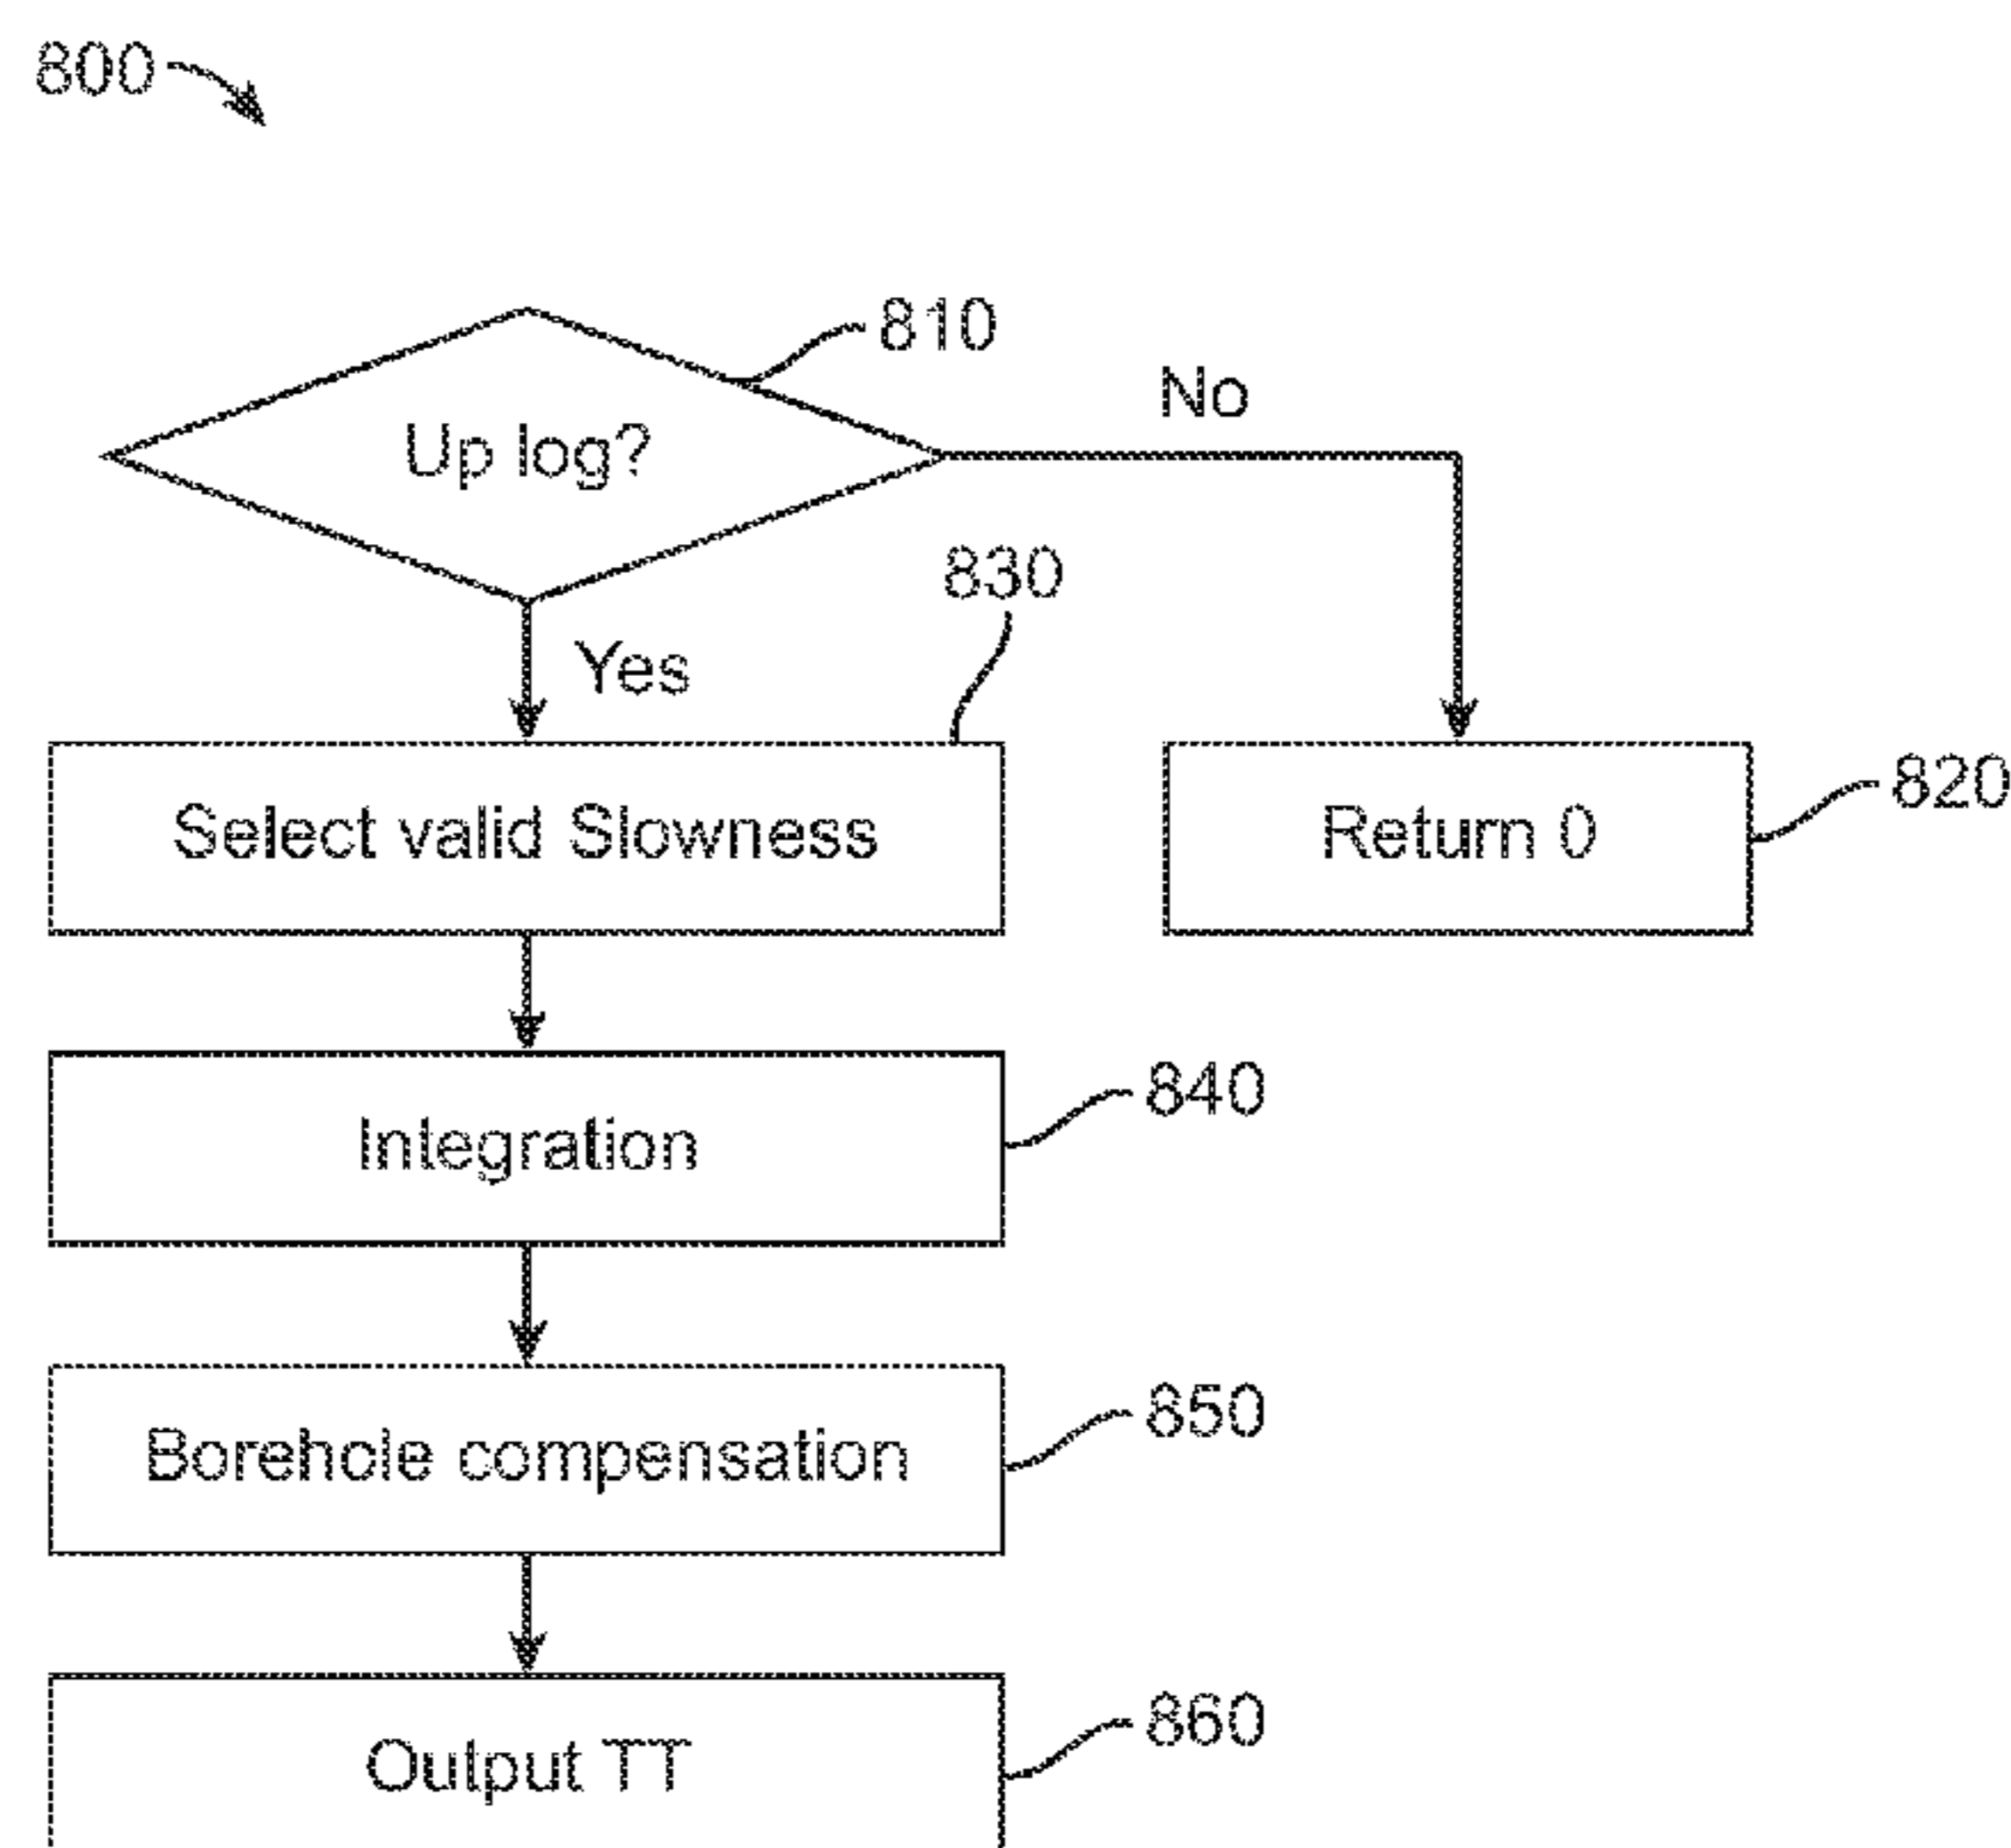 800
810
Up log?
No
830
Yes
Select valid Slowness
Return 0
820
Integration
840
Borehole compensation
850
Output TT
860